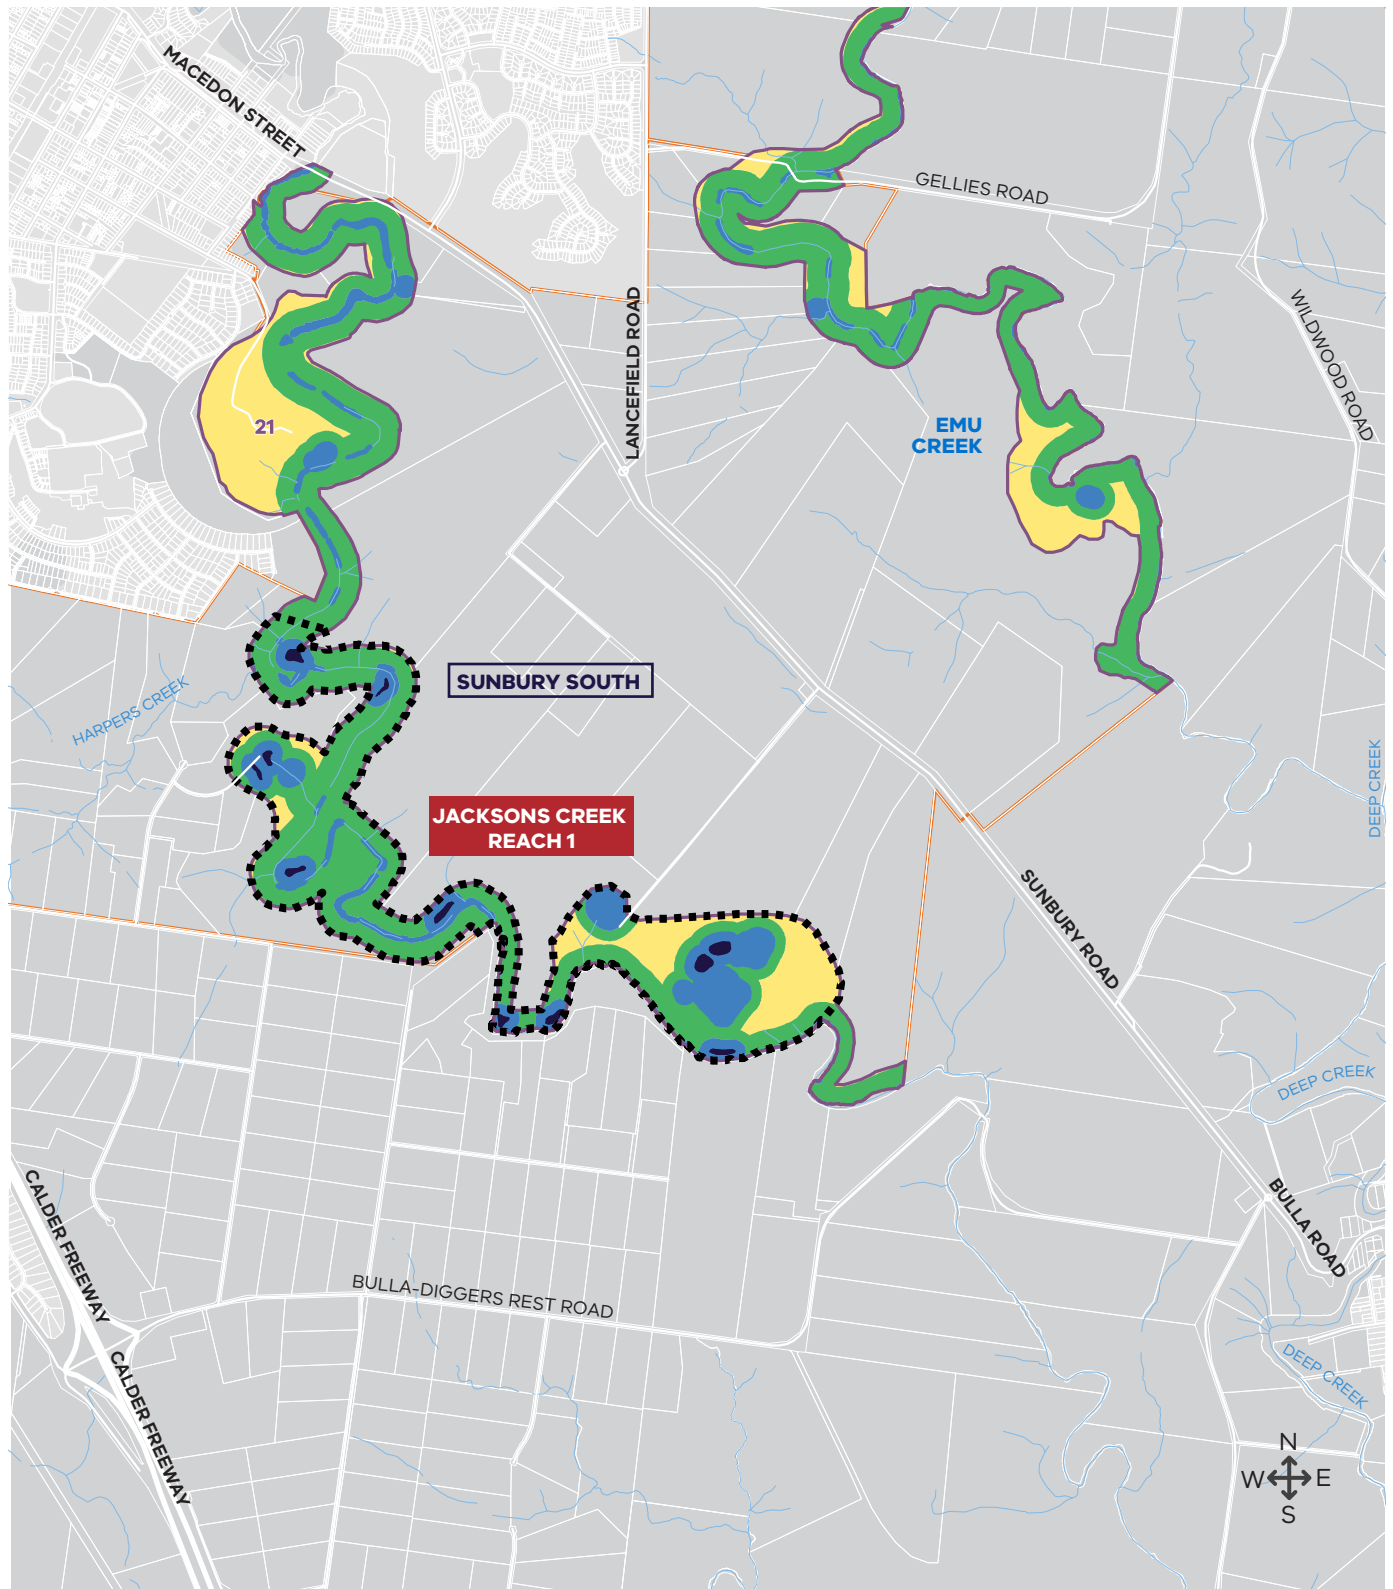 MACEDON STREET
GELLIES ROAD
LANCEFIELD ROAD
WILDWOOD ROAD
21
EMU
CREEK
SUNBURY SOUTH
HARPERS CREEK
DEEP CREEK
JACKSONS CREEK
REACH 1
SUNBURY ROAD
DEEP CREEK
CALDER FREEWAY
BULLA ROAD
BULLA-DIGGERS REST ROAD
DEEP CREEK
CALDER FREEWAY
N
W
E
S